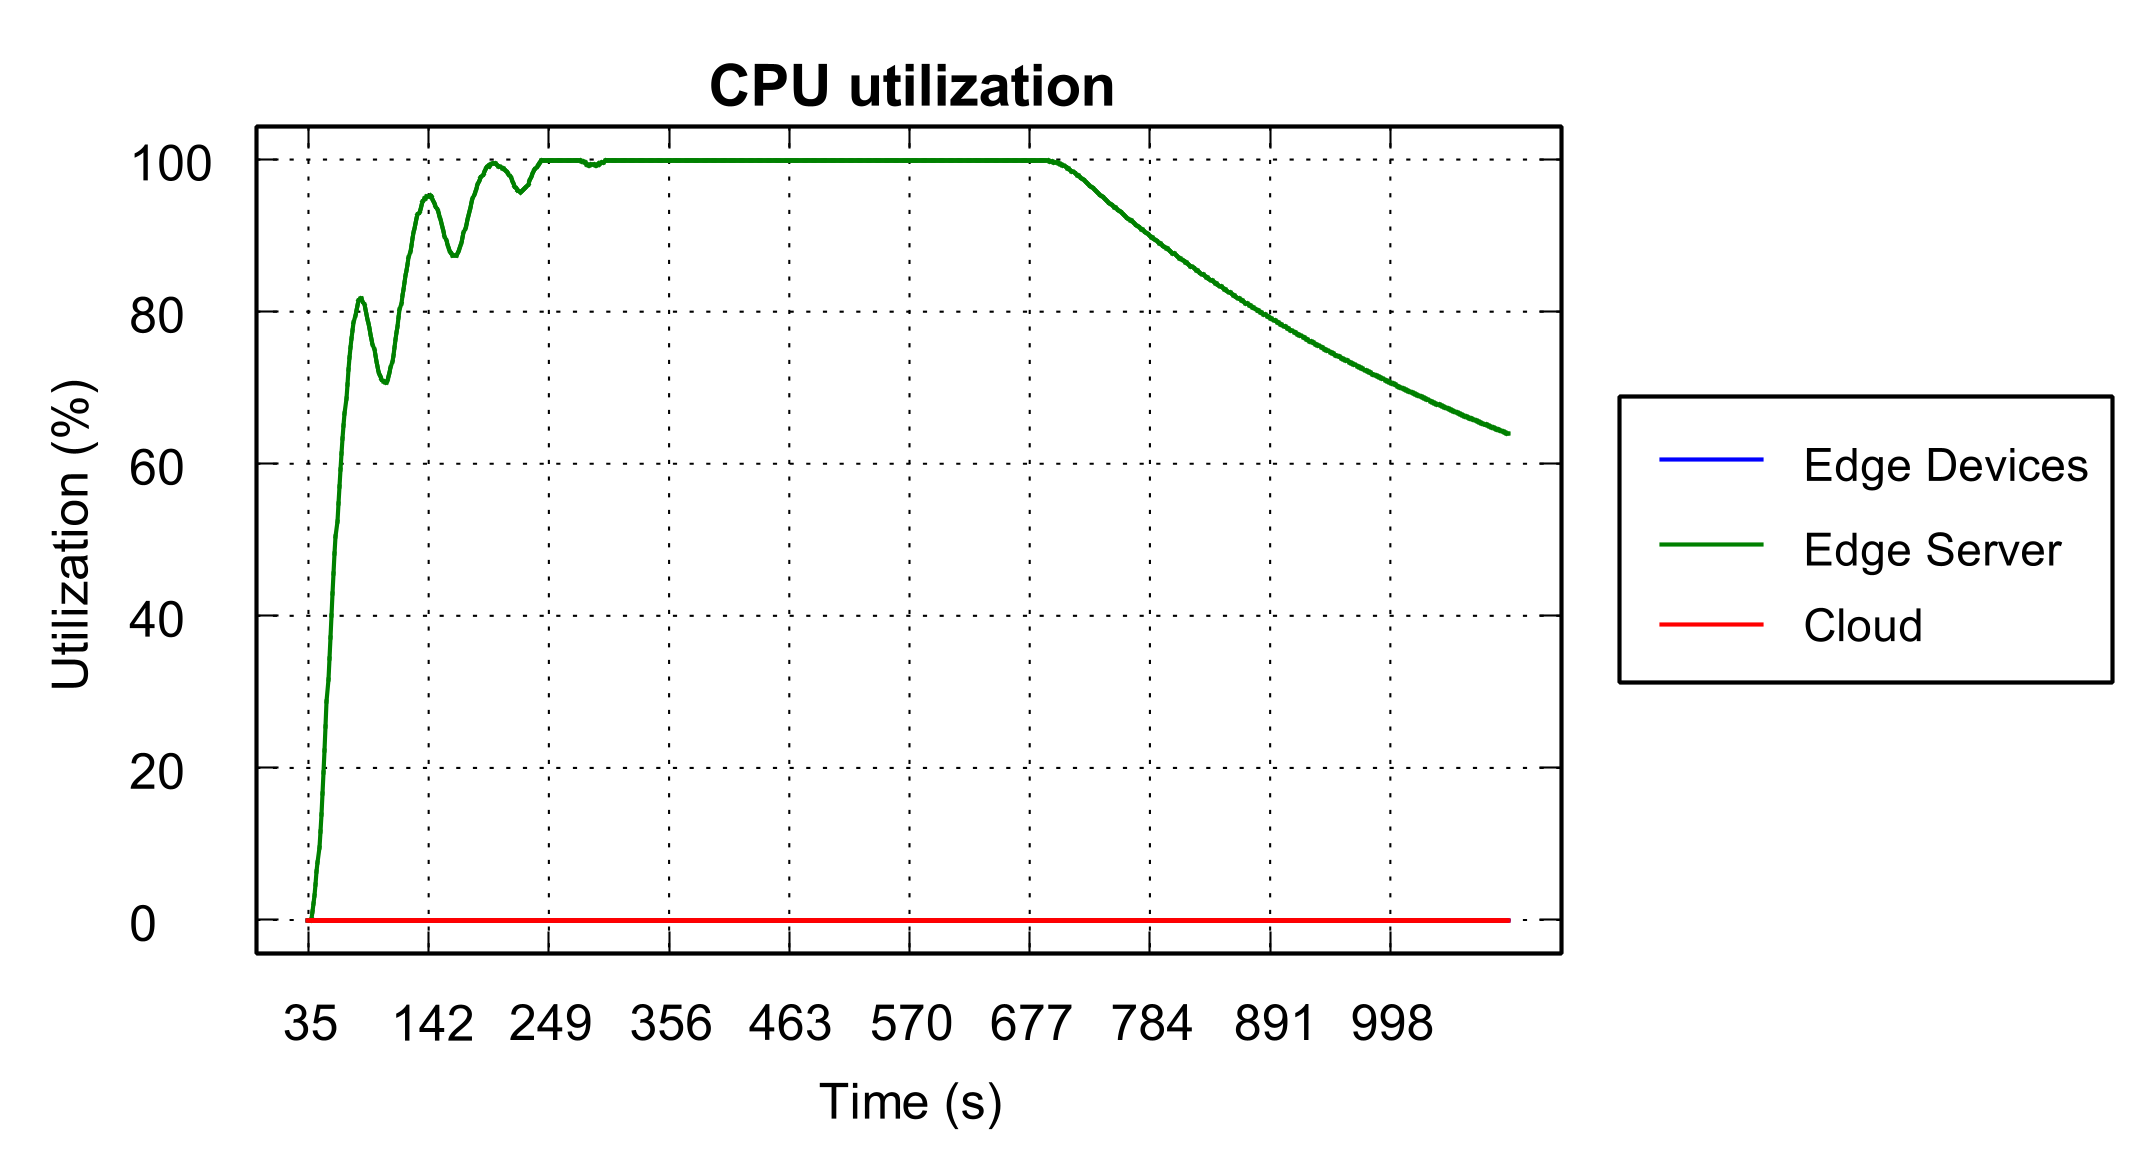 CPU utilization
100
80
60
40
20
0
Utilization (%)
35 142 249 356 463 570 677 784 891 998
Time (s)
Edge Devices
Edge Server
Cloud